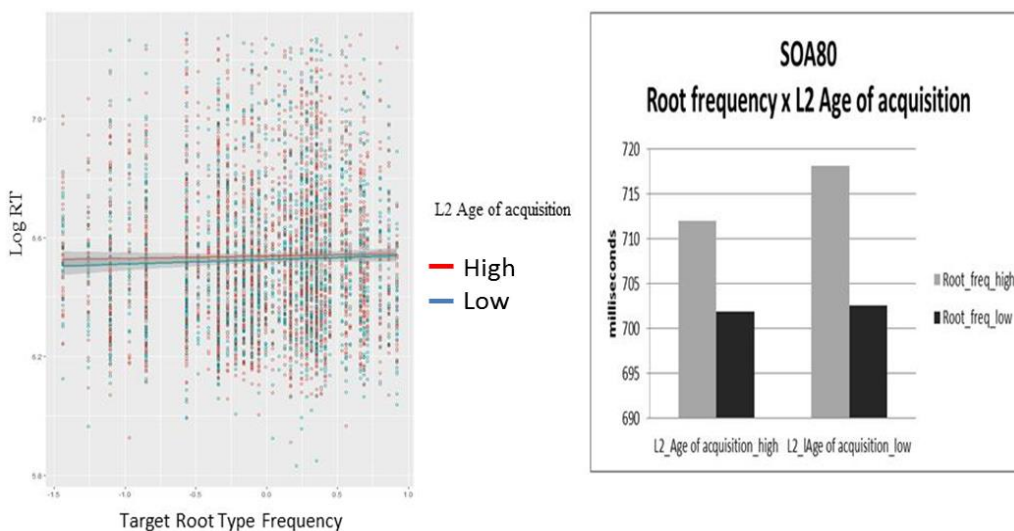 Log RT
7.0
6.6
6.2
5.8
-1.5
-1.0
-0.5
0.0
0.5
1.0
Target Root Type Frequency
L2 Age of acquisition
High
Low
SOA80
Root frequency x L2 Age of acquisition
milliseconds
720
715
710
705
700
695
690
L2_Age of acquisition_high
L2_lAge of acquisition_low
Root_freq_high
Root_freq_low